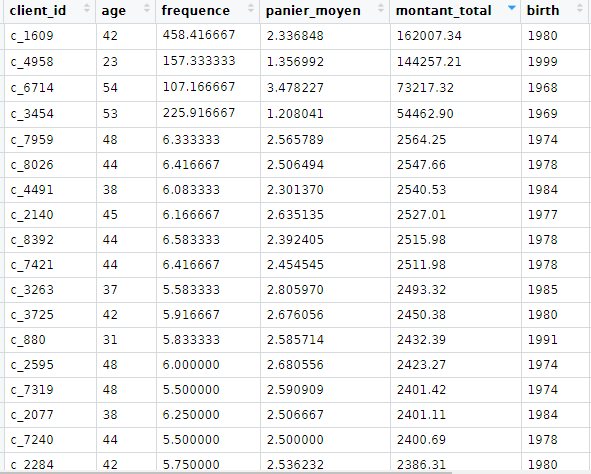 client_id age frequence panier_moyen montant_total birth
c_1609 42 458.416667 2.336848 162007.34 1980
c_4958 23 157.333333 1.356992 144257.21 1999
c_6714 54 107.166667 3.478227 73217.32 1968
c_3454 53 225.916667 1.208041 54462.90 1969
c_7959 48 6.333333 2.565789 2564.25 1974
c_8026 44 6.416667 2.506494 2547.66 1978
c_4491 38 6.083333 2.301370 2540.53 1984
c_2140 45 6.166667 2.635135 2527.01 1977
c_8392 44 6.583333 2.392405 2515.98 1978
c_7421 44 6.416667 2.454545 2511.98 1978
c_3263 37 5.583333 2.805970 2493.32 1985
c_3725 42 5.916667 2.676056 2450.38 1980
c_880 31 5.833333 2.585714 2432.39 1991
c_2595 48 6.000000 2.680556 2423.27 1974
c_7319 48 5.500000 2.590909 2401.42 1974
c_2077 38 6.250000 2.506667 2401.11 1984
c_7240 44 5.500000 2.500000 2400.69 1978
c_2284 42 5.750000 2.536232 2386.31 1980